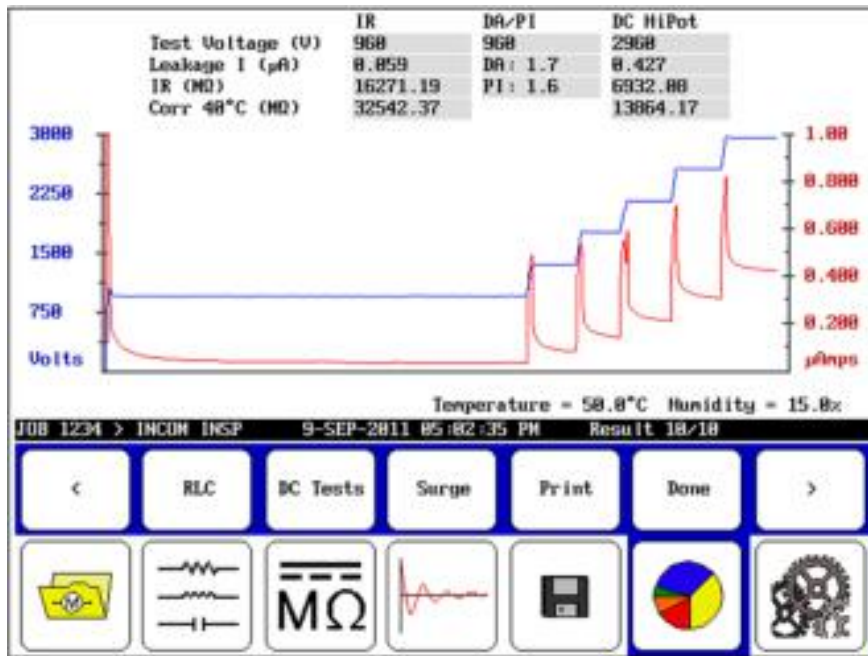 IR DA/PI DC HiPot
Test Voltage (V) 960 960 2960
Leakage I (µA) 0.059 DA: 1.7 0.427
IR (MΩ) 16271.19 PI: 1.6 6932.08
Corr 40°C (MΩ) 32542.37 13864.17
3000 1.00
2250 0.800
1500 0.600
0.400
750 0.200
Volts µAmps
Temperature = 50.0°C Humidity = 15.0%
JOB 1234 > INCOM INSP 9-SEP-2011 05:02:35 PM Result 10/10
< RLC DC Tests Surge Print Done >
M
MΩ